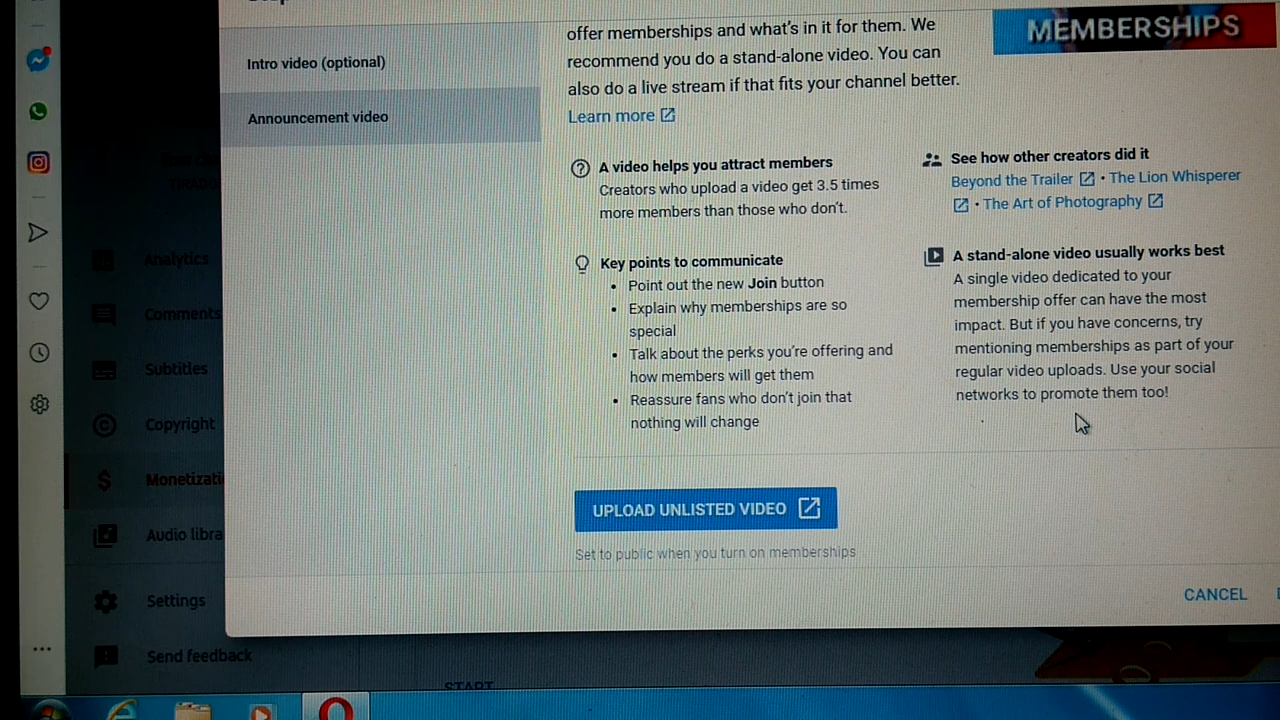 Intro video (optional)
Announcement video
offer memberships and what's in it for them. We
recommend you do a stand-alone video. You can
also do a live stream if that fits your channel better.
Learn more
MEMBERSHIPS
A video helps you attract members
Creators who upload a video get 3.5 times
more members than those who don't.
Key points to communicate
• Point out the new Join button
• Explain why memberships are so
special
• Talk about the perks you're offering and
how members will get them
• Reassure fans who don't join that
nothing will change
See how other creators did it
Beyond the Trailer • The Lion Whisperer
• The Art of Photography
A stand-alone video usually works best
A single video dedicated to your
membership offer can have the most
impact. But if you have concerns, try
mentioning memberships as part of your
regular video uploads. Use your social
networks to promote them too!
UPLOAD UNLISTED VIDEO
Set to public when you turn on memberships
CANCEL
Analytics
Comments
Subtitles
Copyright
Monetizati
Audio libra
Settings
Send feedback
START